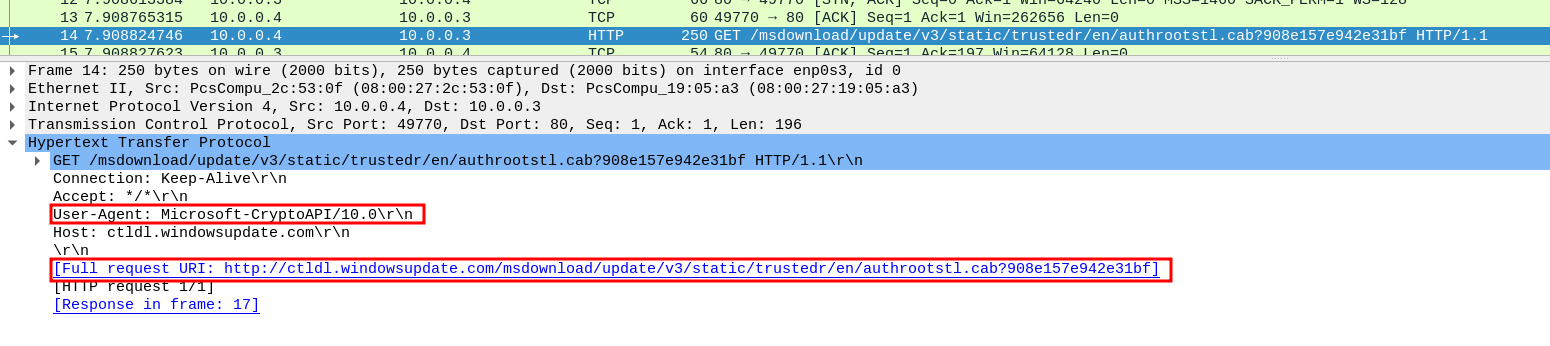 12 7.908613384 10.0.0.3 10.0.0.4 TCP 66 80 → 49770 [SYN, ACK] Seq=0 Ack=1 Win=64240 Len=0 MSS=1460 SACK_PERM=1 WS=128
13 7.908765315 10.0.0.4 10.0.0.3 TCP 60 49770 → 80 [ACK] Seq=1 Ack=1 Win=262656 Len=0
14 7.908824746 10.0.0.4 10.0.0.3 HTTP 250 GET /msdownload/update/v3/static/trustedr/en/authrootstl.cab?908e157e942e31bf HTTP/1.1
15 7.908827623 10.0.0.3 10.0.0.4 TCP 54 80 → 49770 [ACK] Seq=1 Ack=197 Win=64128 Len=0
Frame 14: 250 bytes on wire (2000 bits), 250 bytes captured (2000 bits) on interface enp0s3, id 0
Ethernet II, Src: PcsCompu_2c:53:0f (08:00:27:2c:53:0f), Dst: PcsCompu_19:05:a3 (08:00:27:19:05:a3)
Internet Protocol Version 4, Src: 10.0.0.4, Dst: 10.0.0.3
Transmission Control Protocol, Src Port: 49770, Dst Port: 80, Seq: 1, Ack: 1, Len: 196
Hypertext Transfer Protocol
GET /msdownload/update/v3/static/trustedr/en/authrootstl.cab?908e157e942e31bf HTTP/1.1\r\n
Connection: Keep-Alive\r\n
Accept: */*\r\n
User-Agent: Microsoft-CryptoAPI/10.0\r\n
Host: ctldl.windowsupdate.com\r\n
\r\n
[Full request URI: http://ctldl.windowsupdate.com/msdownload/update/v3/static/trustedr/en/authrootstl.cab?908e157e942e31bf]
[HTTP request 1/1]
[Response in frame: 17]